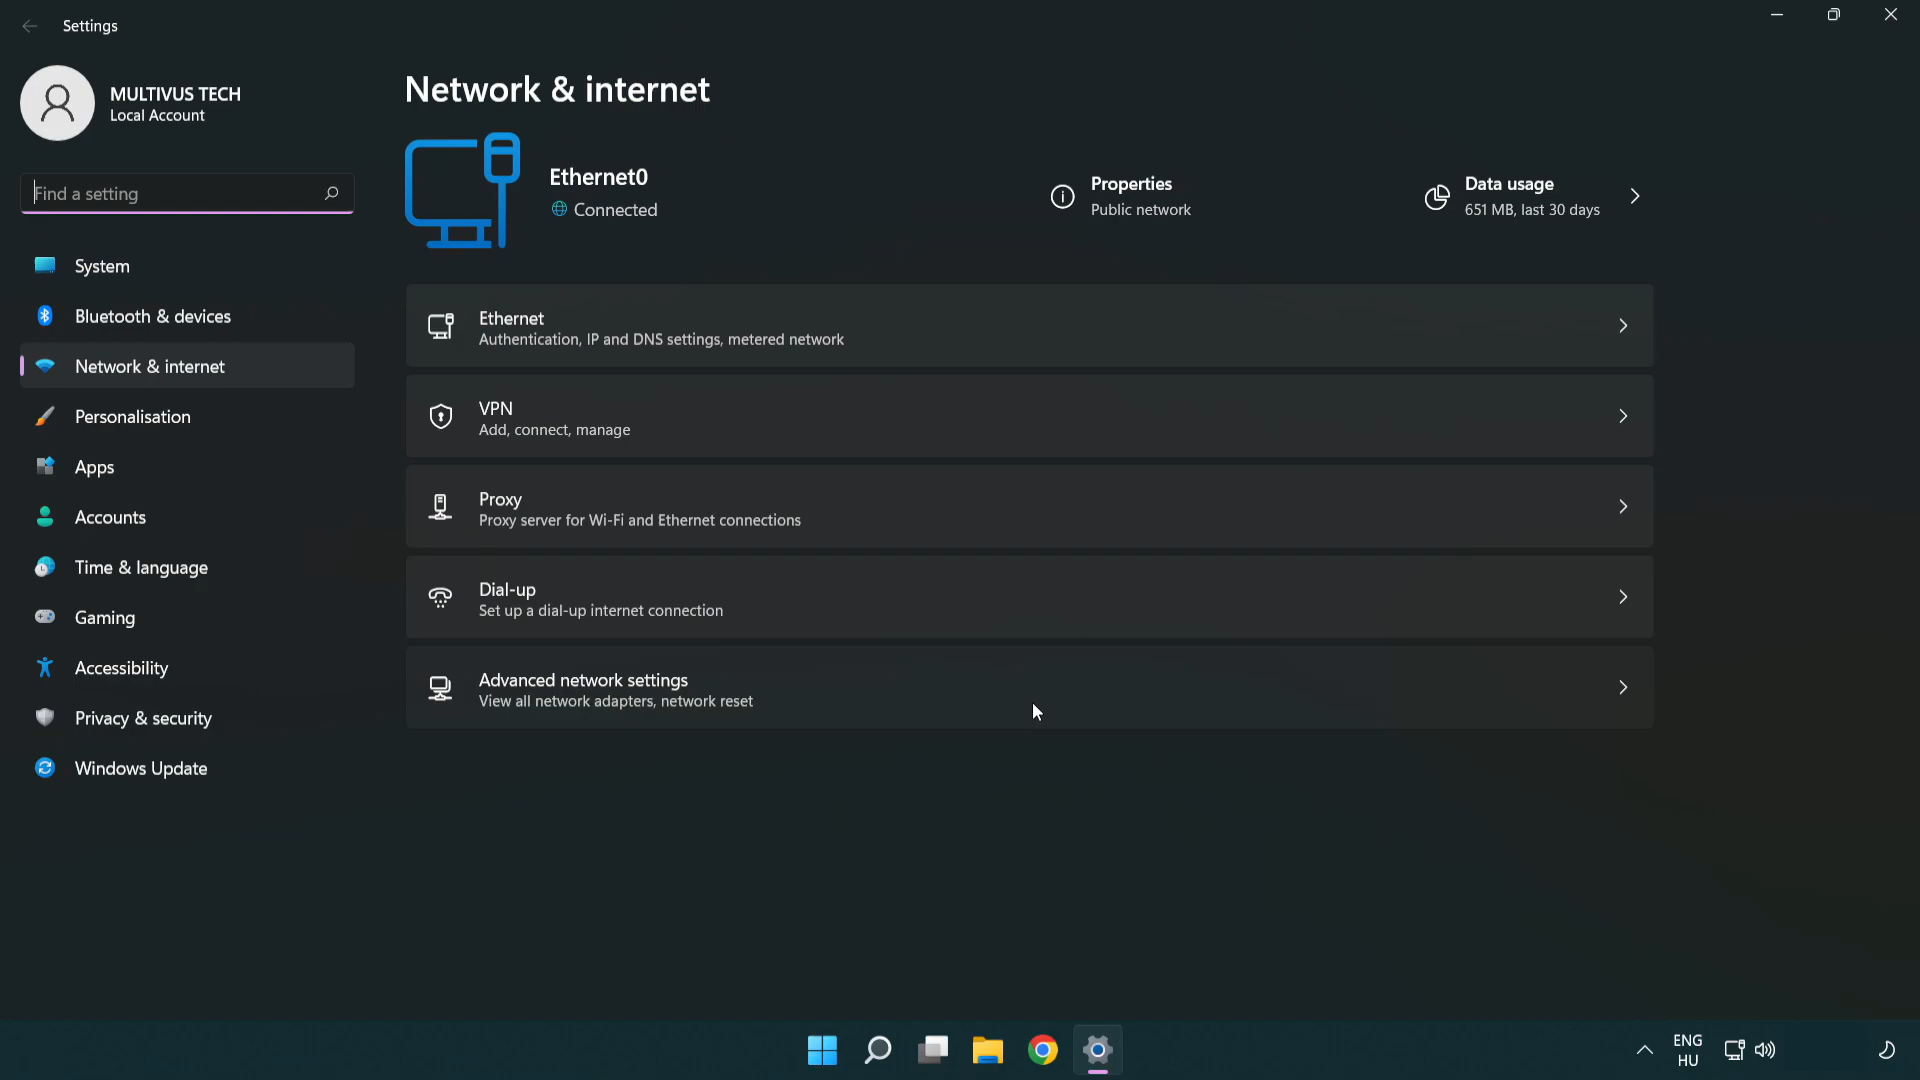 Settings
MULTIVUS TECH
Local Account
Find a setting
System
Bluetooth & devices
Network & internet
Personalisation
Apps
Accounts
Time & language
Gaming
Accessibility
Privacy & security
Windows Update
Network & internet
Ethernet0
Connected
Properties
Public network
Data usage
651 MB, last 30 days
Ethernet
Authentication, IP and DNS settings, metered network
VPN
Add, connect, manage
Proxy
Proxy server for Wi-Fi and Ethernet connections
Dial-up
Set up a dial-up internet connection
Advanced network settings
View all network adapters, network reset
ENG
HU